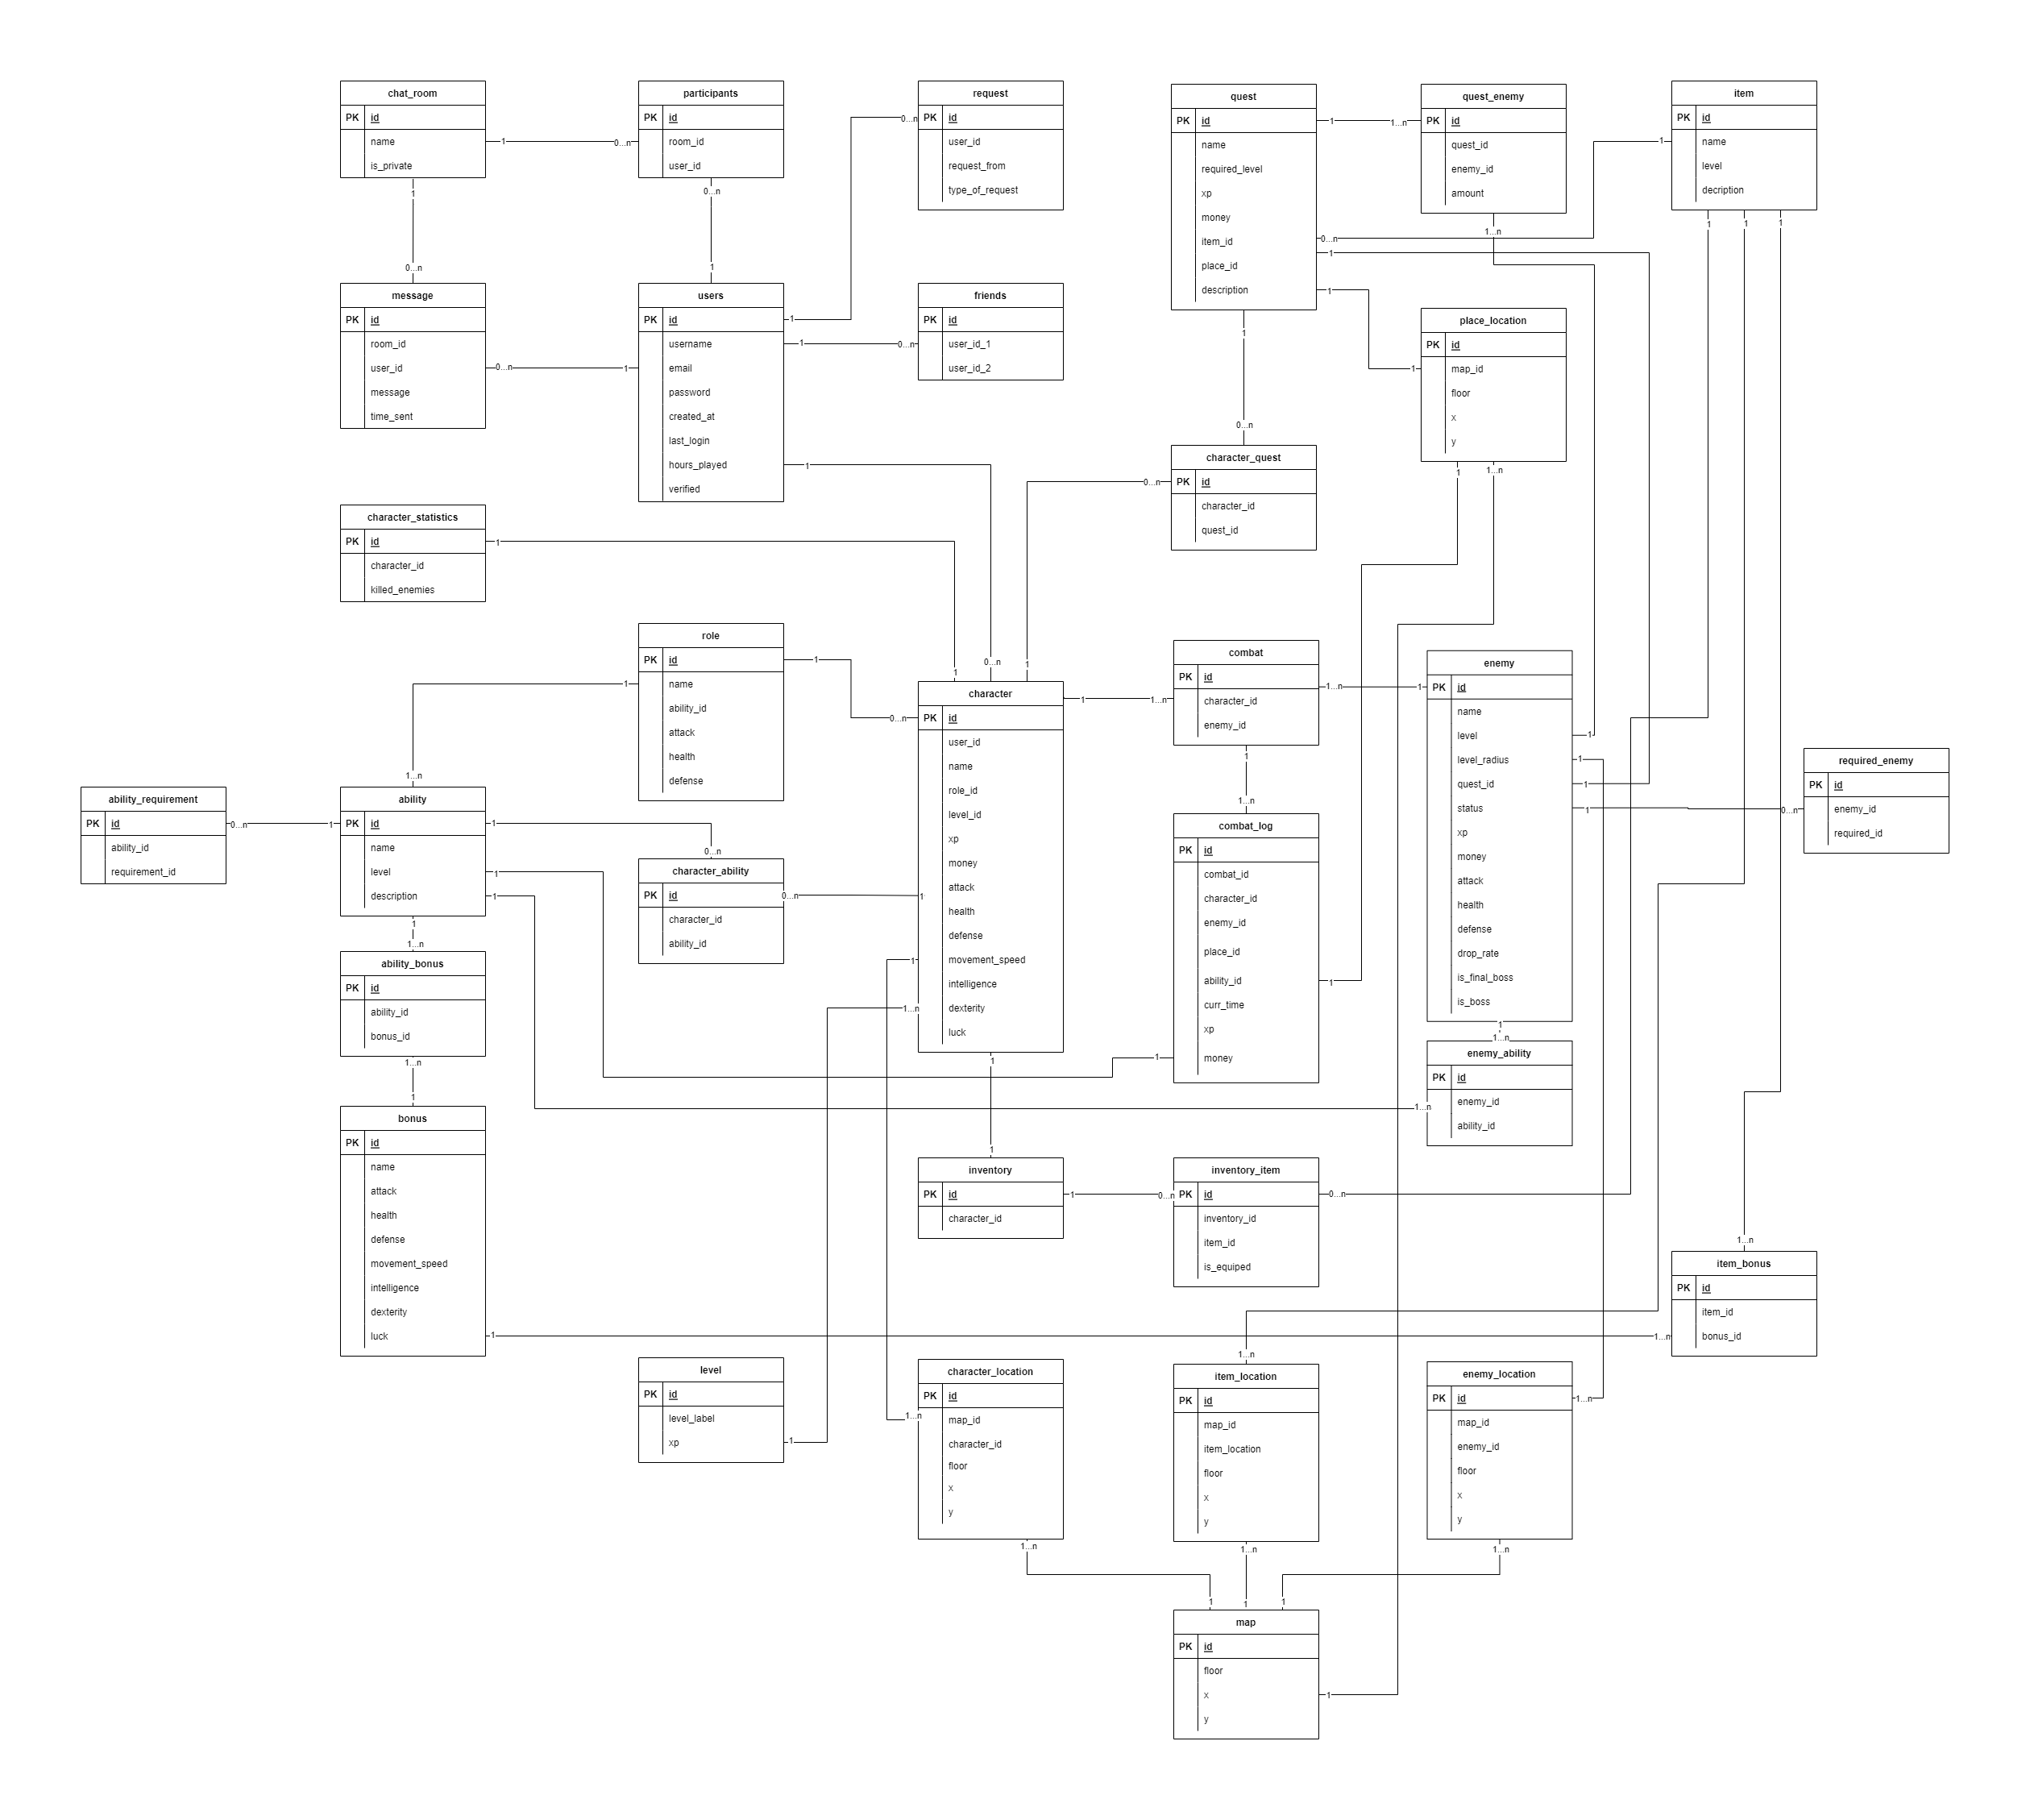 chat_room
PK id
name
is_private
1
0...n
participants
PK id
room_id
user_id
request
PK id
user_id
request_from
type_of_request
0...n
quest
PK id
name
required_level
xp
money
item_id
place_id
description
1
1...n
0...n
1
1
quest_enemy
PK id
quest_id
enemy_id
amount
1...n
item
PK id
name
level
decription
1
1
1
1
1
0...n
0...n
1
message
PK id
room_id
user_id
message
time_sent
0...n
1
users
PK id
username
email
password
created_at
last_login
hours_played
verified
1
1
1
0...n
friends
PK id
user_id_1
user_id_2
place_location
PK id
map_id
floor
x
y
1
1
1...n
1
0...n
character_quest
PK id
character_id
quest_id
0...n
character_statistics
PK id
character_id
killed_enemies
1
role
PK id
name
ability_id
attack
health
defense
1
1
1
0...n
1
0...n
character
PK id
user_id
name
role_id
level_id
xp
money
attack
health
defense
movement_speed
intelligence
dexterity
luck
1
1...n
1
1
1...n
1
combat
PK id
character_id
enemy_id
1...n
1
1
1...n
enemy
PK id
name
level
level_radius
quest_id
status
xp
money
attack
health
defense
drop_rate
is_final_boss
is_boss
1
1
1
1
0...n
required_enemy
PK id
enemy_id
required_id
ability_requirement
PK id
ability_id
requirement_id
0...n
1
1...n
ability
PK id
name
level
description
1
1
1
1
0...n
character_ability
PK id
character_id
ability_id
0...n
combat_log
PK id
combat_id
character_id
enemy_id
place_id
ability_id
curr_time
xp
money
1
1
1...n
ability_bonus
PK id
ability_id
bonus_id
1...n
1
1
1...n
enemy_ability
PK id
enemy_id
ability_id
1...n
bonus
PK id
name
attack
health
defense
movement_speed
intelligence
dexterity
luck
1
1
inventory
PK id
character_id
1
0...n
inventory_item
PK id
inventory_id
item_id
is_equiped
0...n
1...n
item_bonus
PK id
item_id
bonus_id
1...n
level
PK id
level_label
xp
1
character_location
PK id
map_id
character_id
floor
x
y
1...n
1...n
1...n
item_location
PK id
map_id
item_location
floor
x
y
1...n
enemy_location
PK id
map_id
enemy_id
floor
x
y
1...n
1...n
1
1
1
map
PK id
floor
x
y
1